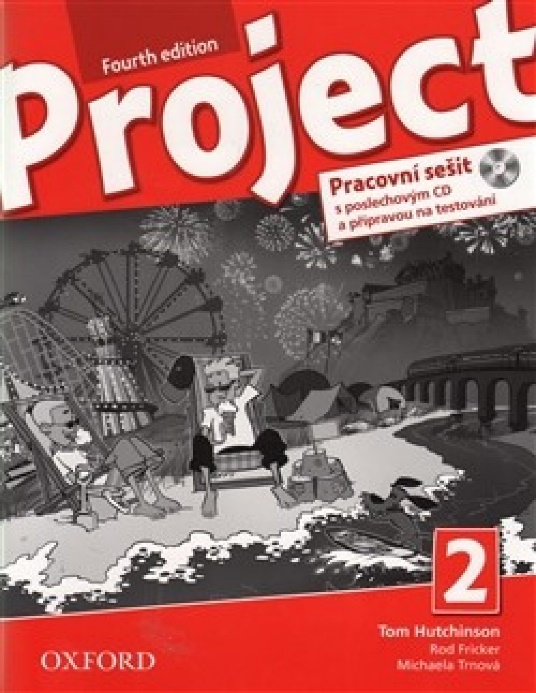 Fourth edition
Project
Pracovní sešit
s poslechovým CD
a přípravou na testování
2
Tom Hutchinson
Rod Fricker
Michaela Trnová
OXFORD